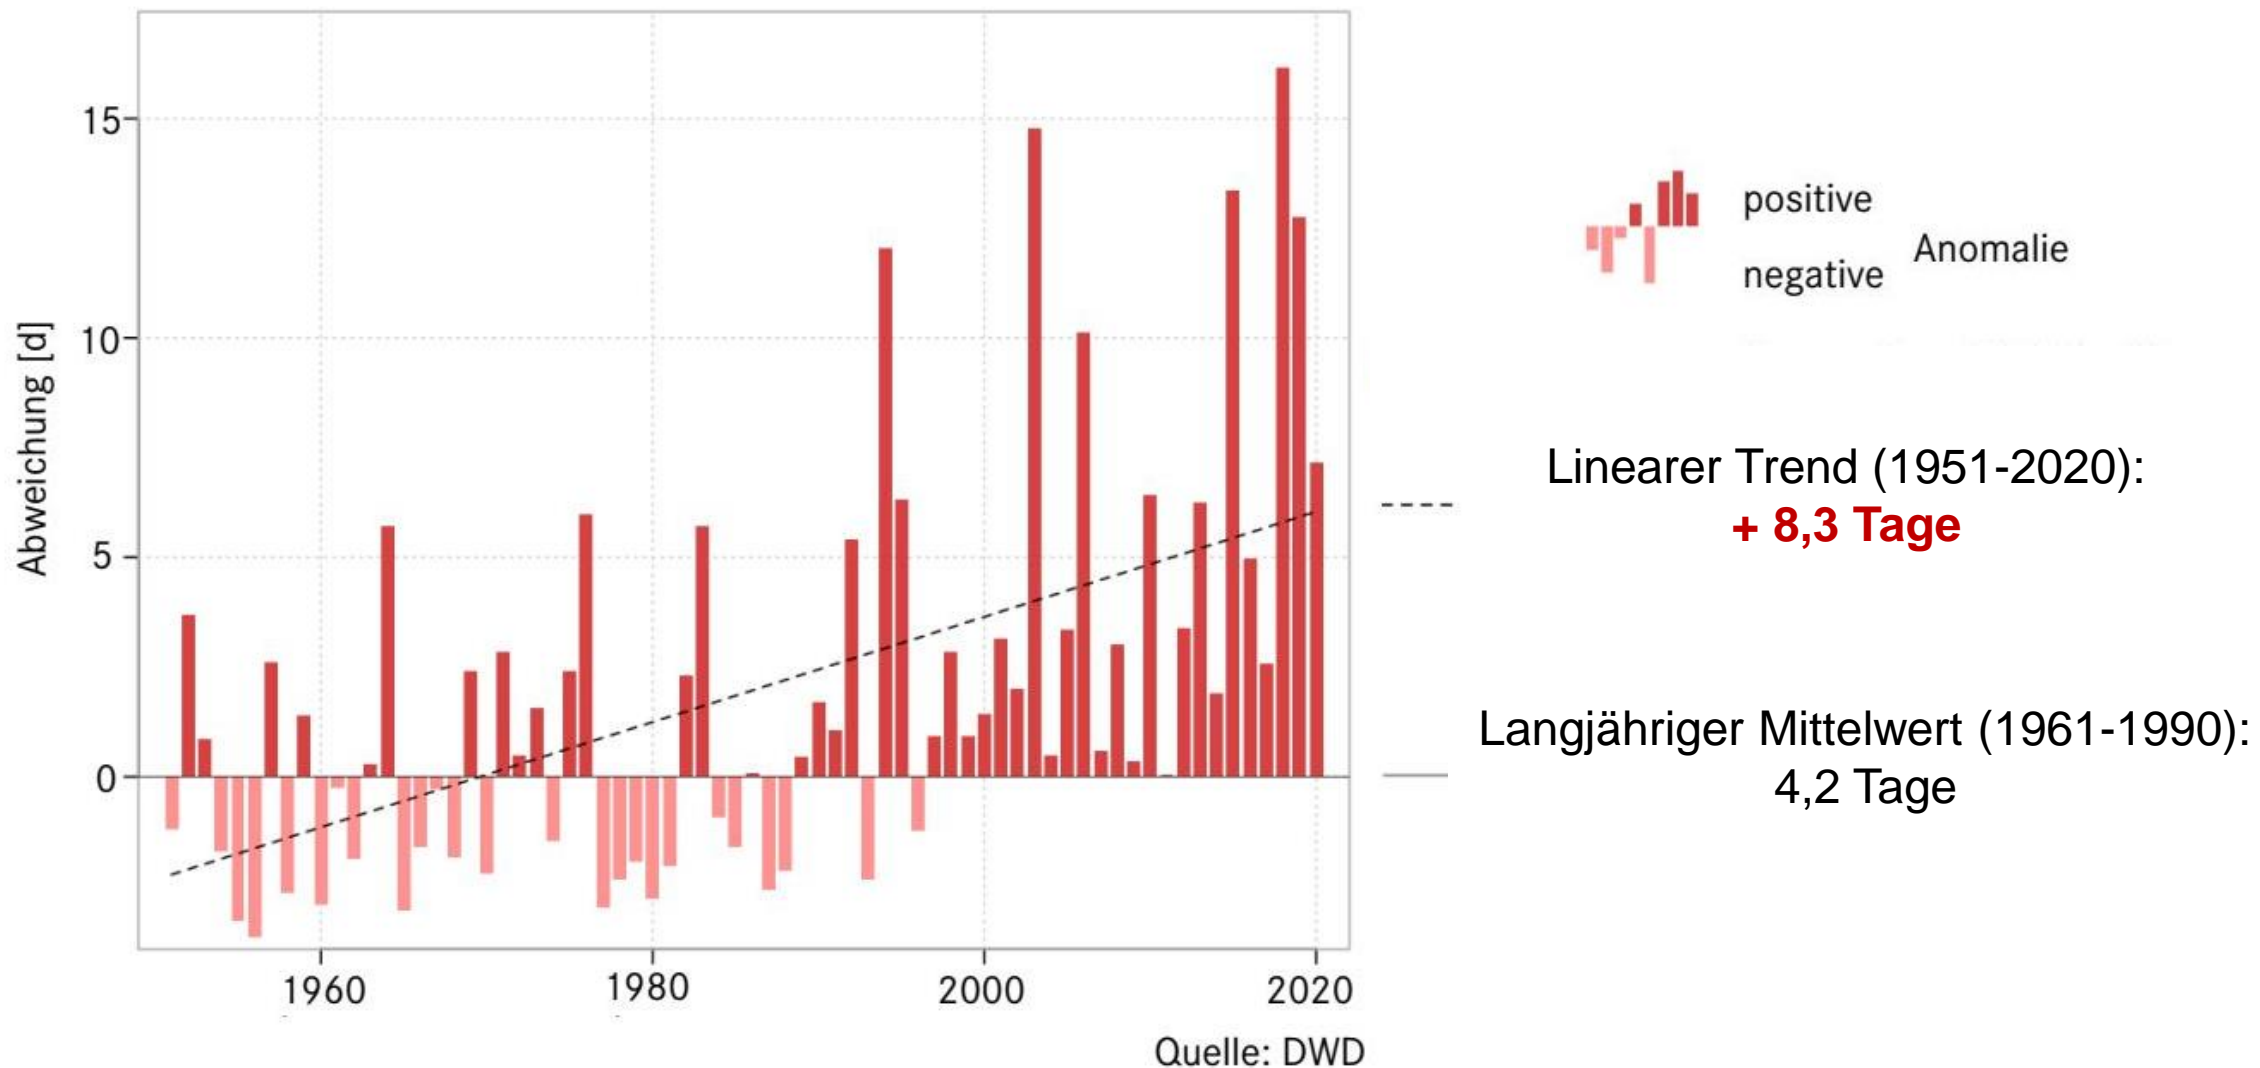 Abweichung [d]
15
10
5
0
1960
1980
2000
2020
Quelle: DWD
positive
negative
Anomalie
Linearer Trend (1951-2020):
+ 8,3 Tage
Langjähriger Mittelwert (1961-1990):
4,2 Tage